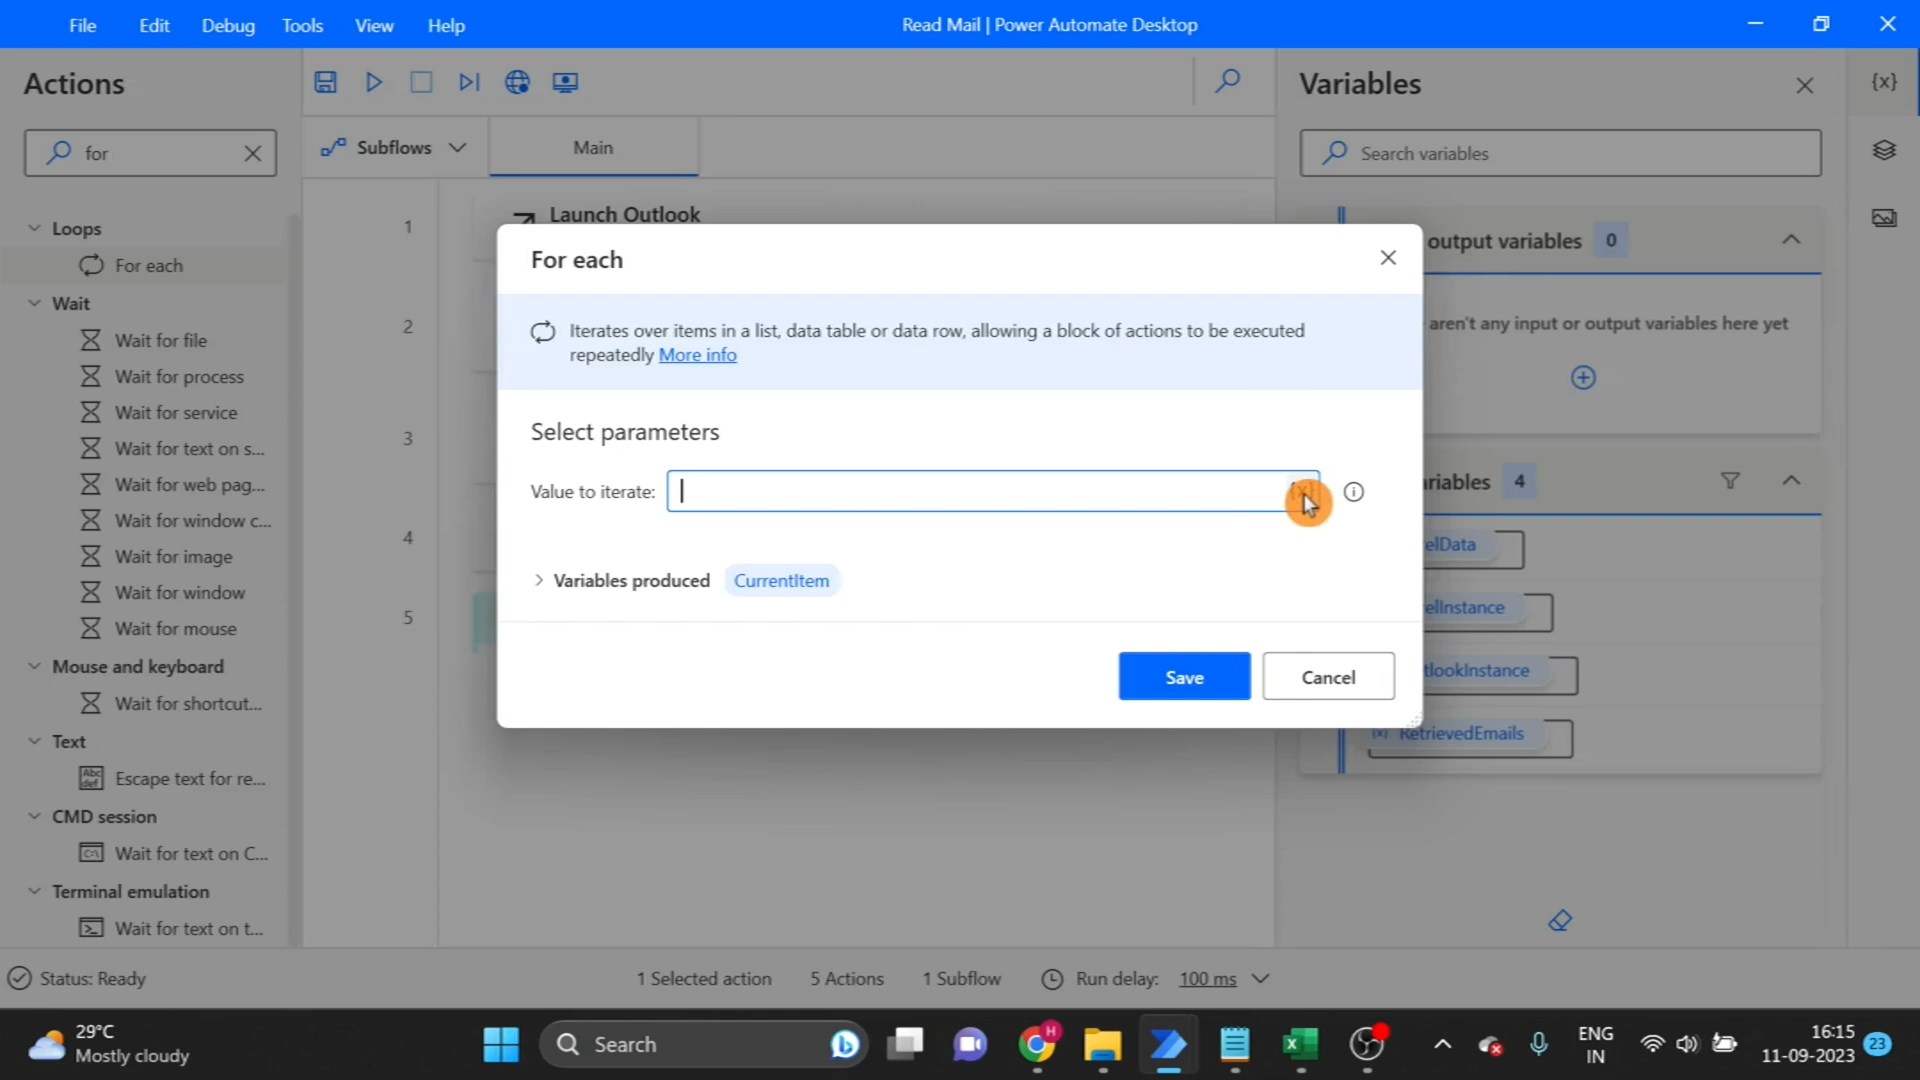 File Edit Debug Tools View Help
Read Mail | Power Automate Desktop
Actions
for
Loops
For each
Wait
Wait for file
Wait for process
Wait for service
Wait for text on s...
Wait for web pag...
Wait for window c...
Wait for image
Wait for window
Wait for mouse
Mouse and keyboard
Wait for shortcut...
Text
Escape text for re...
CMD session
Wait for text on C...
Terminal emulation
Wait for text on t...
Subflows
Main
1
2
3
4
5
Launch Outlook
For each
Iterates over items in a list, data table or data row, allowing a block of actions to be executed
repeatedly More info
Select parameters
Value to iterate:
{x}
Variables produced CurrentItem
Save
Cancel
Variables
{x}
Search variables
output variables 0
aren't any input or output variables here yet
riables 4
elData
elInstance
tlookInstance
{x} RetrievedEmails
Status: Ready
1 Selected action
5 Actions
1 Subflow
Run delay: 100 ms
29°C
Mostly cloudy
Search
ENG
IN
16:15
11-09-2023
23